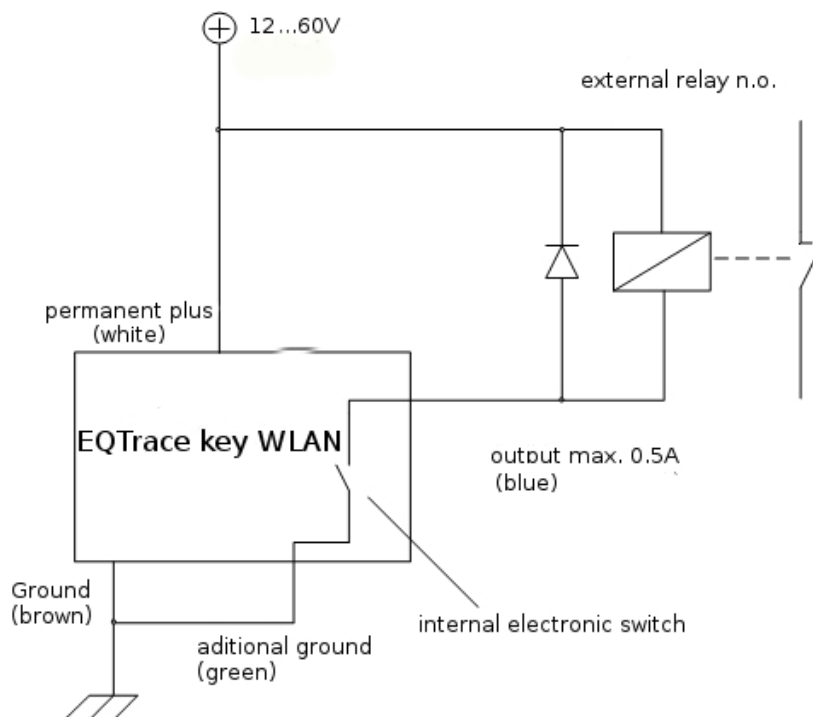 12...60V
external relay n.o.
permanent plus
(white)
EQTrace key WLAN
output max. 0.5A
(blue)
Ground
(brown)
internal electronic switch
aditional ground
(green)